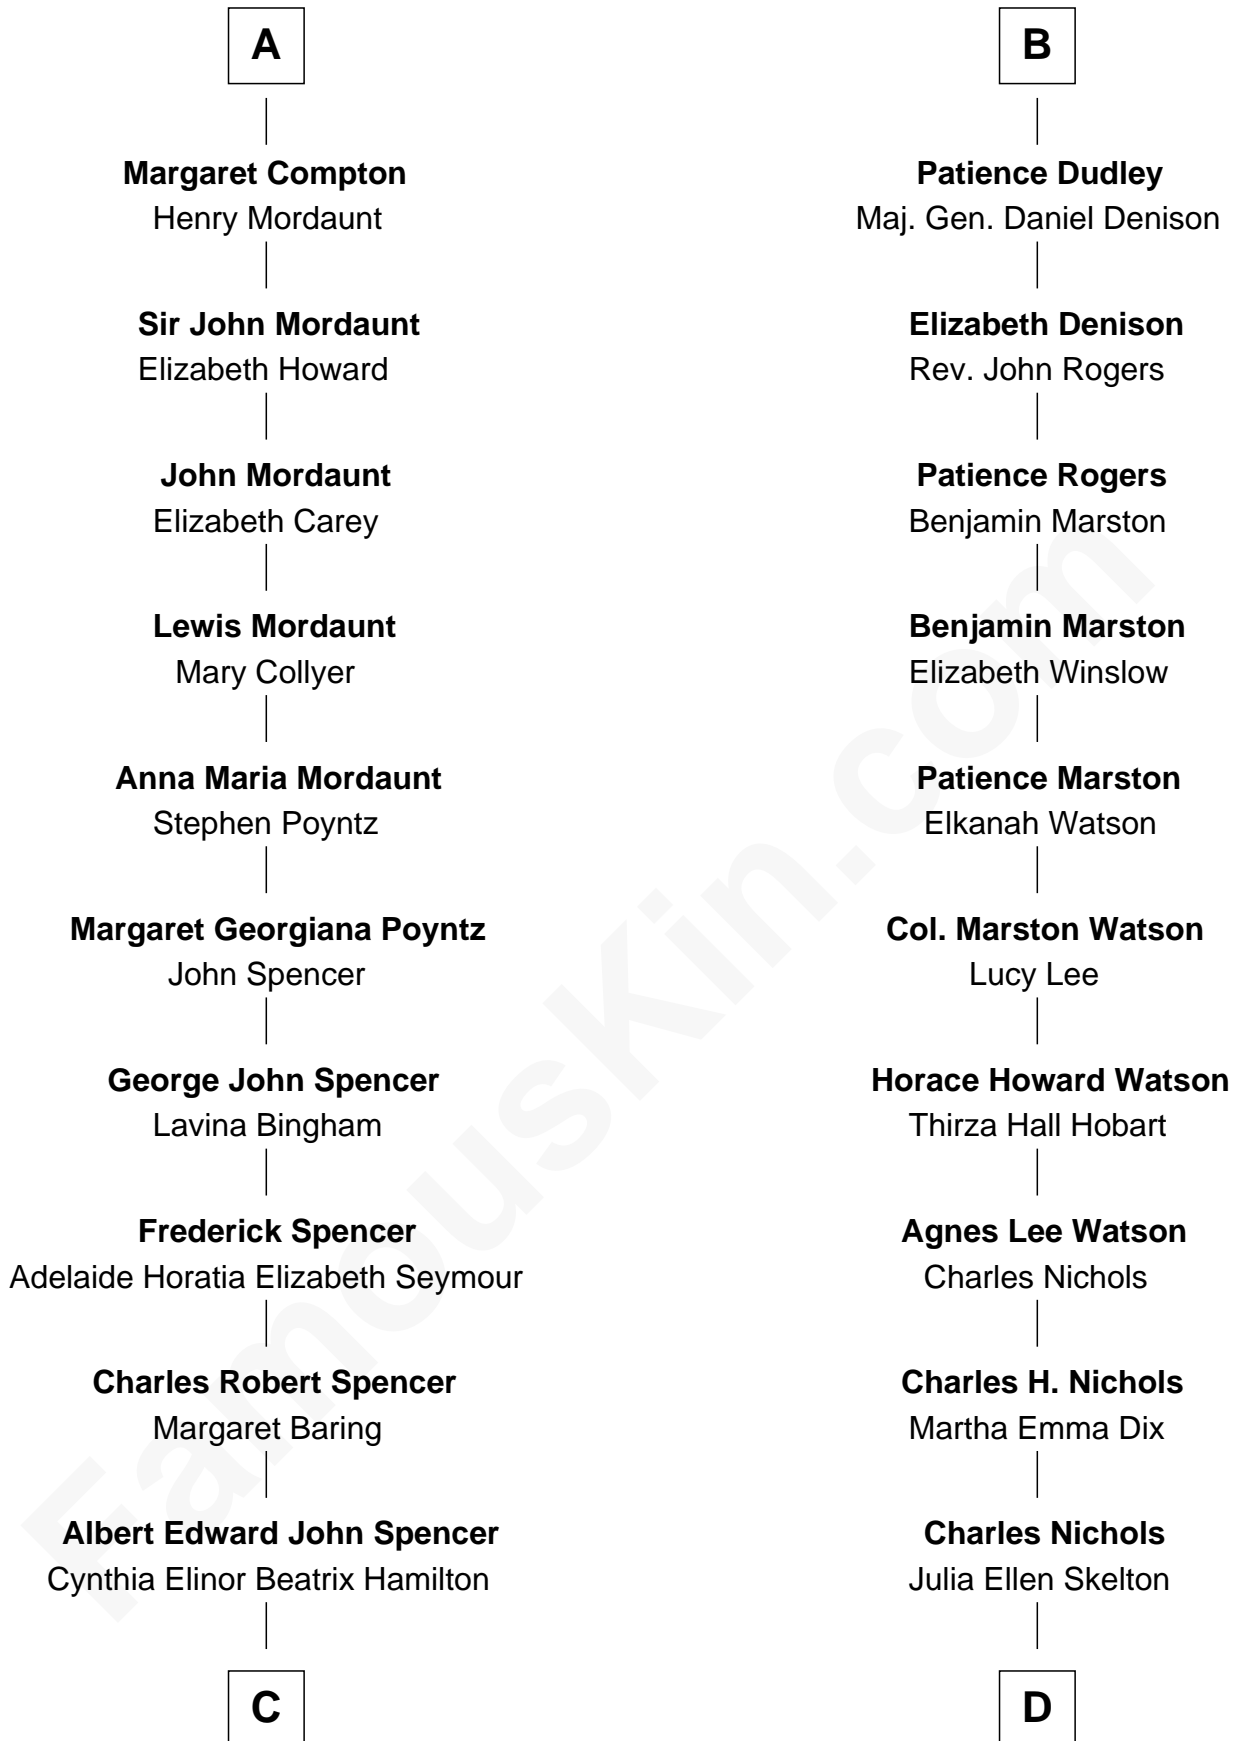 A
Margaret Compton
Henry Mordaunt
Sir John Mordaunt
Elizabeth Howard
John Mordaunt
Elizabeth Carey
Lewis Mordaunt
Mary Collyer
Anna Maria Mordaunt
Stephen Poyntz
Margaret Georgiana Poyntz
John Spencer
George John Spencer
Lavina Bingham
Frederick Spencer
Adelaide Horatia Elizabeth Seymour
Charles Robert Spencer
Margaret Baring
Albert Edward John Spencer
Cynthia Elinor Beatrix Hamilton
C
B
Patience Dudley
Maj. Gen. Daniel Denison
Elizabeth Denison
Rev. John Rogers
Patience Rogers
Benjamin Marston
Benjamin Marston
Elizabeth Winslow
Patience Marston
Elkanah Watson
Col. Marston Watson
Lucy Lee
Horace Howard Watson
Thirza Hall Hobart
Agnes Lee Watson
Charles Nichols
Charles H. Nichols
Martha Emma Dix
Charles Nichols
Julia Ellen Skelton
D
FamousKin.com